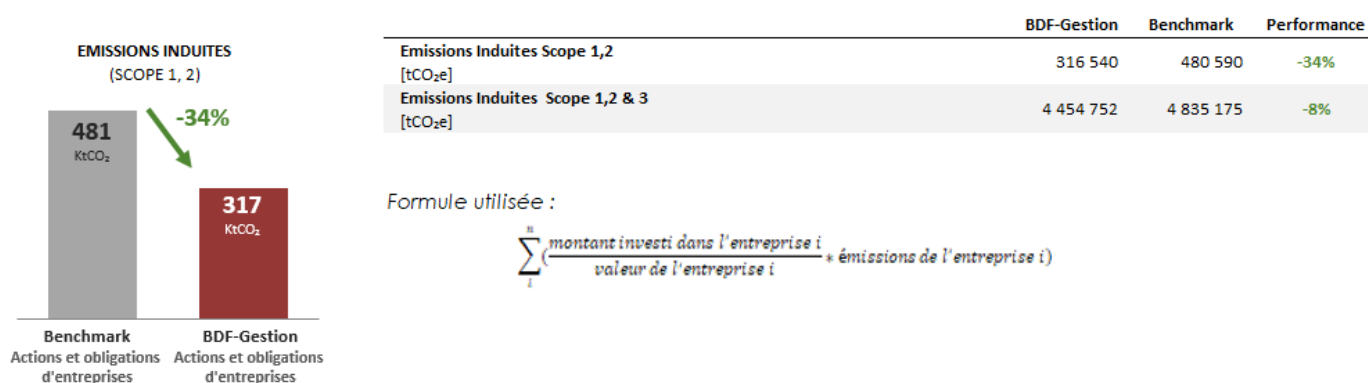 EMISSIONS INDUITES
(SCOPE 1, 2)
-34%
481
KtCO₂
317
KtCO₂
Benchmark
Actions et obligations
d'entreprises
BDF-Gestion
Actions et obligations
d'entreprises
BDF-Gestion Benchmark Performance
Emissions Induites Scope 1,2
[tCO₂e]
316 540 480 590 -34%
Emissions Induites Scope 1,2 & 3
[tCO₂e]
4 454 752 4 835 175 -8%
Formule utilisée :
n
∑(montant investi dans l'entreprise i
valeur de l'entreprise i
* émissions de l'entreprise i)
i